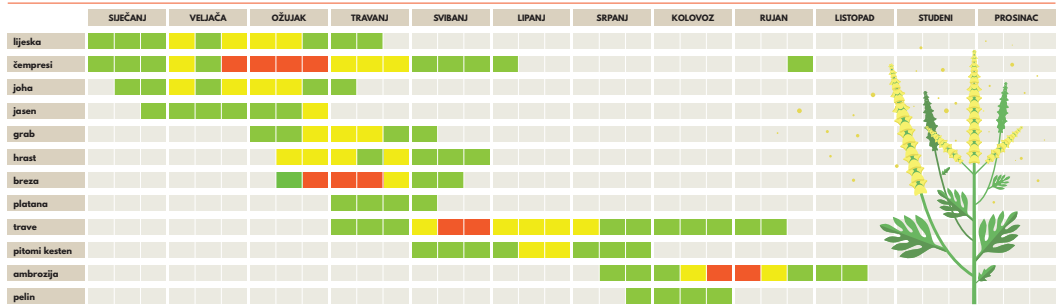 SIJEČANJ VELJAČA OŽUJAK TRAVANJ SVIBANJ LIPANJ SRPANJ KOLOVOZ RUJAN LISTOPAD STUDENI PROSINAC
lijeska
čempresi
joha
jasen
grab
hrast
breza
platana
trave
pitomi kesten
ambrozija
pelin